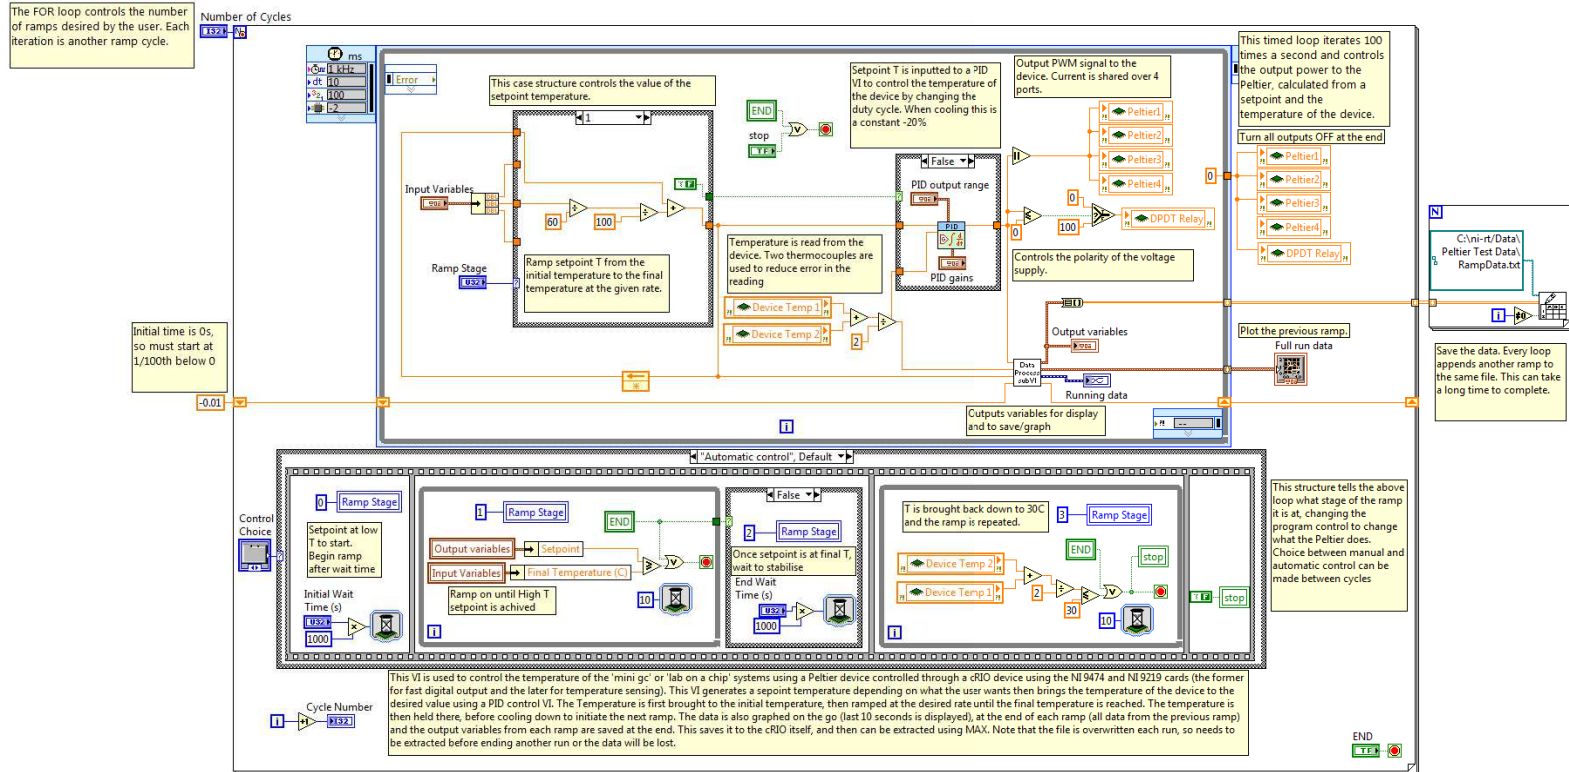 The FOR loop controls the number
of ramps desired by the user. Each
iteration is another ramp cycle.
Number of Cycles
I32
N
ms
1 kHz
dt 10
100
-2
Error
This case structure controls the value of the
setpoint temperature.
1
Input Variables
60
100
Ramp Stage
U32
Ramp setpoint T from the
initial temperature to the final
temperature at the given rate.
END
stop
TF
Setpoint T is inputted to a PID
VI to control the temperature of
the device by changing the
duty cycle. When cooling this is
a constant -20%
False
PID output range
PID
PID gains
Output PWM signal to the
device. Current is shared over 4
ports.
Peltier1
Peltier2
Peltier3
Peltier4
0
0
100
DPDT Relay
Controls the polarity of the voltage
supply.
This timed loop iterates 100
times a second and controls
the output power to the
Peltier, calculated from a
setpoint and the
temperature of the device.
Turn all outputs OFF at the end
0
Peltier1
Peltier2
Peltier3
Peltier4
DPDT Relay
Temperature is read from the
device. Two thermocouples are
used to reduce error in the
reading
Device Temp 1
Device Temp 2
2
Output variables
Data
Process
subVI
Running data
Outputs variables for display
and to save/graph
i
--
Plot the previous ramp.
Full run data
N
C:\ni-rt\Data\
Peltier Test Data\
RampData.txt
i
Save the data. Every loop
appends another ramp to
the same file. This can take
a long time to complete.
Initial time is 0s,
so must start at
1/100th below 0
-0.01
"Automatic control", Default
Control
Choice
0
Ramp Stage
Setpoint at low
T to start.
Begin ramp
after wait time
Initial Wait
Time (s)
U32
1000
1
Ramp Stage
END
Output variables
Setpoint
Input Variables
Final Temperature (C)
Ramp on until High T
setpoint is achived
10
i
False
2
Ramp Stage
Once setpoint is at final T,
wait to stabilise
End Wait
Time (s)
U32
1000
T is brought back down to 30C
and the ramp is repeated.
3
Ramp Stage
END
stop
Device Temp 2
Device Temp 1
2
30
10
i
stop
This structure tells the above
loop what stage of the ramp
it is at, changing the
program control to change
what the Peltier does.
Choice between manual and
automatic control can be
made between cycles
i
+1
Cycle Number
I32
This VI is used to control the temperature of the 'mini gc' or 'lab on a chip' systems using a Peltier device controlled through a cRIO device using the NI 9474 and NI 9219 cards (the former
for fast digital output and the later for temperature sensing). This VI generates a sepoint temperature depending on what the user wants then brings the temperature of the device to the
desired value using a PID control VI. The Temperature is first brought to the initial temperature, then ramped at the desired rate until the final temperature is reached. The temperature
is then held there, before cooling down to initiate the next ramp. The data is also graphed on the go (last 10 seconds is displayed), at the end of each ramp (all data from the previous ramp)
and the output variables from each ramp are saved at the end. This saves it to the cRIO itself, and then can be extracted using MAX. Note that the file is overwritten each run, so needs to
be extracted before ending another run or the data will be lost.
END
TF